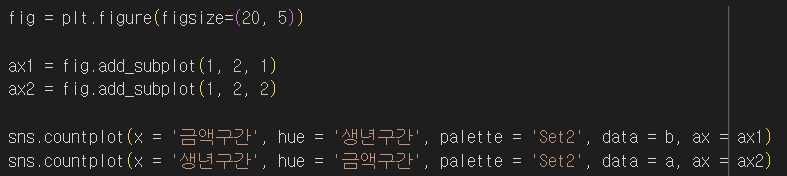 fig = plt.figure(figsize=(20, 5))
ax1 = fig.add_subplot(1, 2, 1)
ax2 = fig.add_subplot(1, 2, 2)
sns.countplot(x = '금액구간', hue = '생년구간', palette = 'Set2', data = b, ax = ax1)
sns.countplot(x = '생년구간', hue = '금액구간', palette = 'Set2', data = a, ax = ax2)